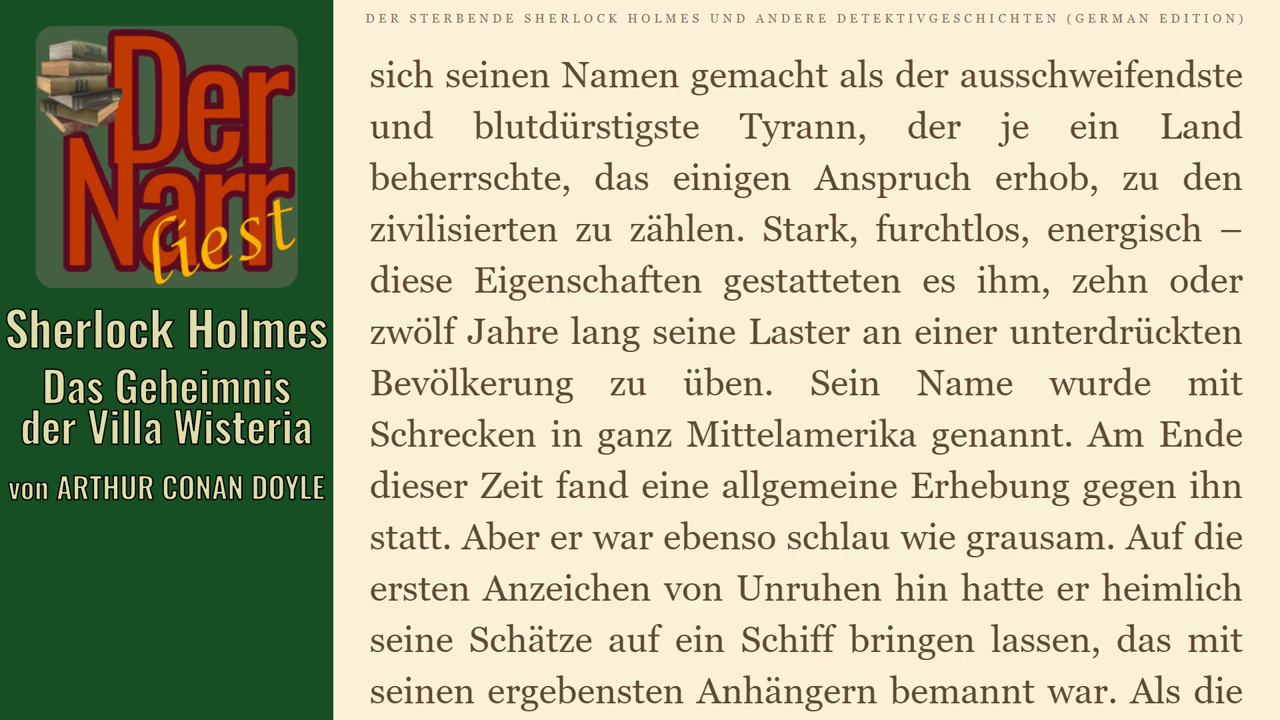 Der
Narr
liest
Sherlock Holmes
Das Geheimnis
der Villa Wisteria
von ARTHUR CONAN DOYLE
DER STERBENDE SHERLOCK HOLMES UND ANDERE DETEKTIVGESCHICHTEN (GERMAN EDITION)
sich seinen Namen gemacht als der ausschweifendste
und blutdürstigste Tyrann, der je ein Land
beherrschte, das einigen Anspruch erhob, zu den
zivilisierten zu zählen. Stark, furchtlos, energisch –
diese Eigenschaften gestatteten es ihm, zehn oder
zwölf Jahre lang seine Laster an einer unterdrückten
Bevölkerung zu üben. Sein Name wurde mit
Schrecken in ganz Mittelamerika genannt. Am Ende
dieser Zeit fand eine allgemeine Erhebung gegen ihn
statt. Aber er war ebenso schlau wie grausam. Auf die
ersten Anzeichen von Unruhen hin hatte er heimlich
seine Schätze auf ein Schiff bringen lassen, das mit
seinen ergebensten Anhängern bemannt war. Als die